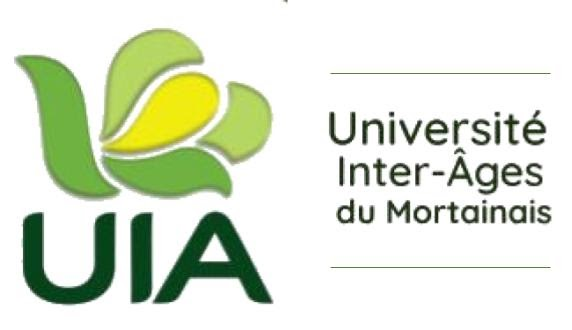 UIA
Université
Inter-Âges
du Mortainais